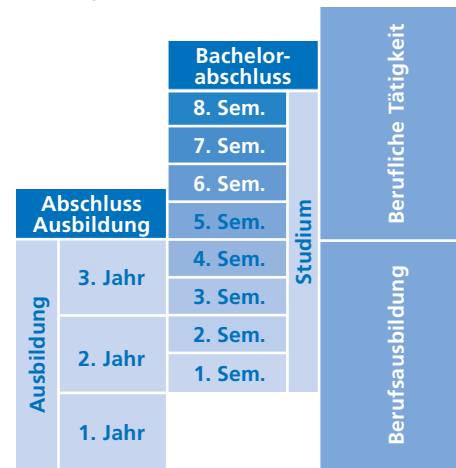 Bachelor-
abschluss
8. Sem.
7. Sem.
6. Sem.
5. Sem.
4. Sem.
3. Sem.
2. Sem.
1. Sem.
Studium
Abschluss
Ausbildung
3. Jahr
2. Jahr
1. Jahr
Ausbildung
Berufliche Tätigkeit
Berufsausbildung